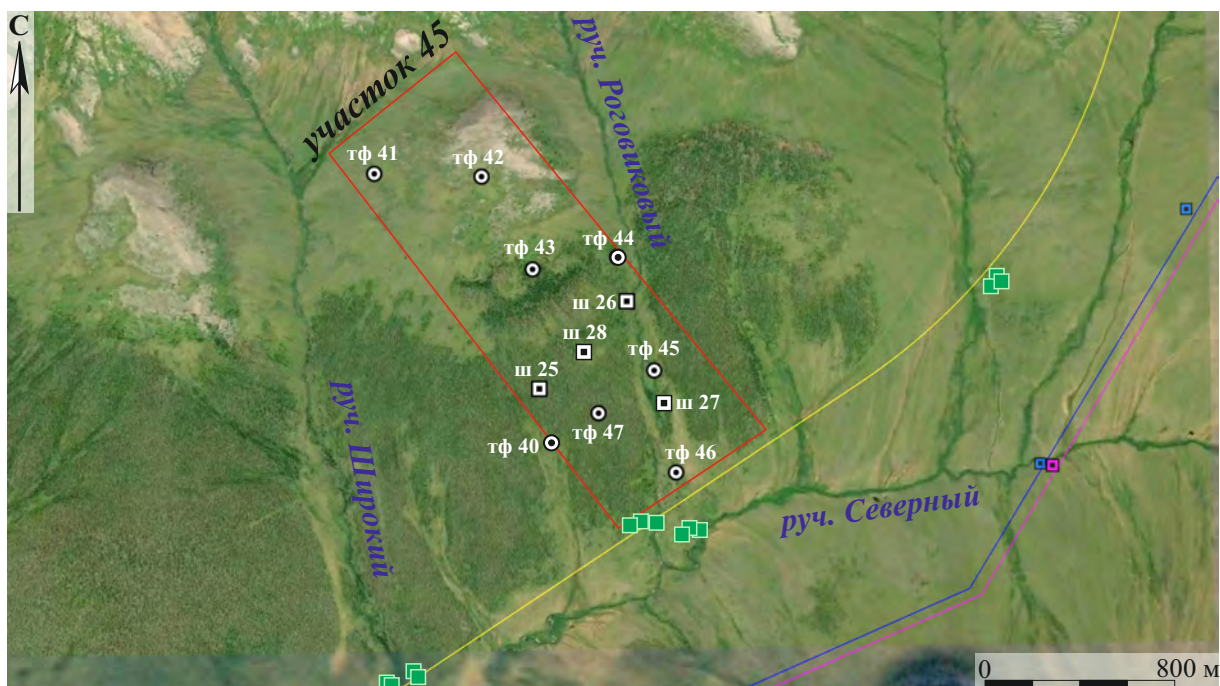 С
участок 45
руч. Роговиковый
тф 41
тф 42
тф 43
тф 44
ш 26
ш 28
тф 45
ш 25
ш 27
тф 47
тф 40
тф 46
руч. Широкий
руч. Северный
0 800 м